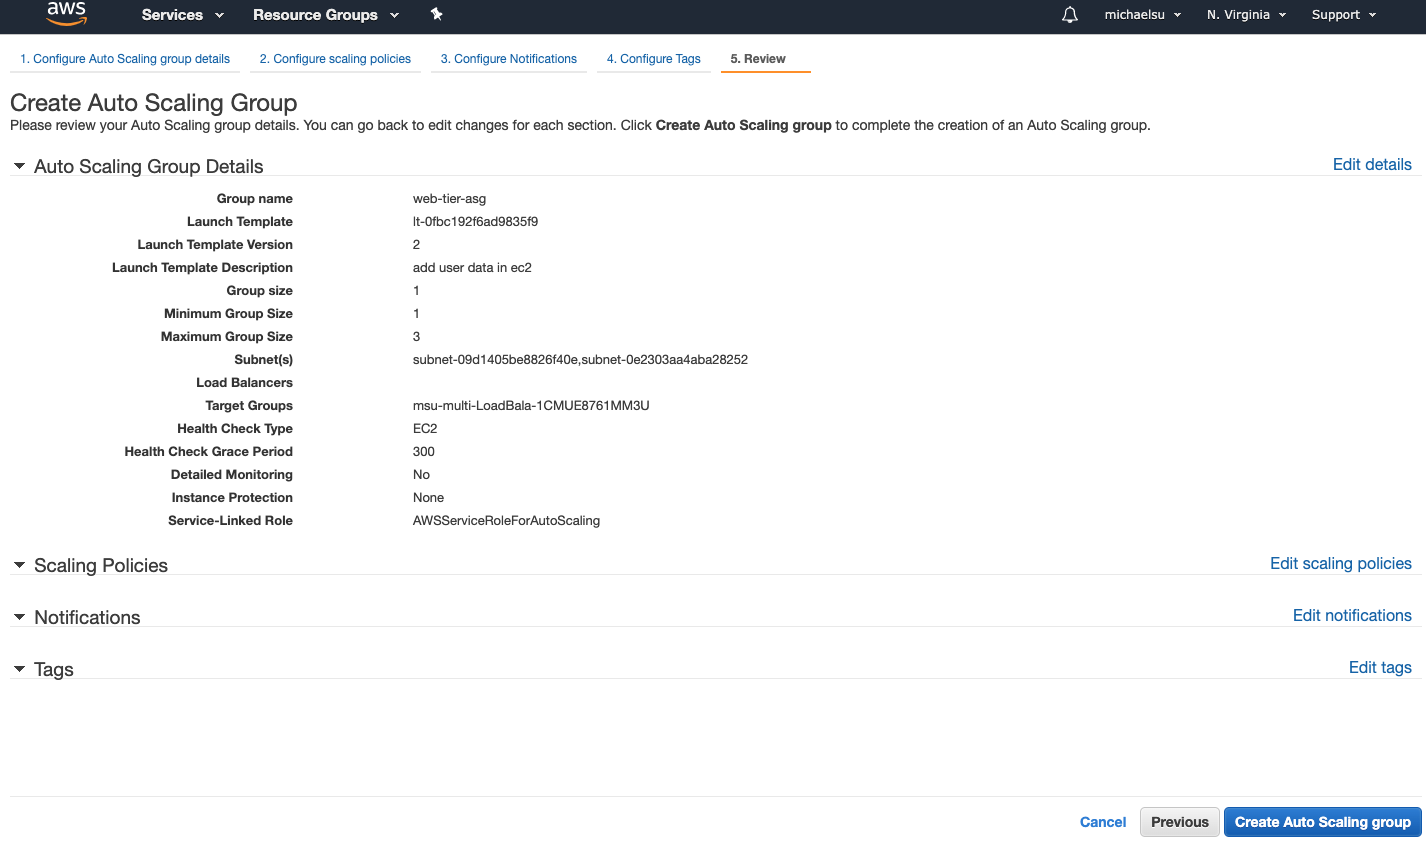 aws Services Resource Groups michaelsu N. Virginia Support
1. Configure Auto Scaling group details 2. Configure scaling policies 3. Configure Notifications 4. Configure Tags 5. Review
Create Auto Scaling Group
Please review your Auto Scaling group details. You can go back to edit changes for each section. Click Create Auto Scaling group to complete the creation of an Auto Scaling group.
Auto Scaling Group Details Edit details
Group name web-tier-asg
Launch Template lt-0fbc192f6ad9835f9
Launch Template Version 2
Launch Template Description add user data in ec2
Group size 1
Minimum Group Size 1
Maximum Group Size 3
Subnet(s) subnet-09d1405be8826f40e,subnet-0e2303aa4aba28252
Load Balancers
Target Groups msu-multi-LoadBala-1CMUE8761MM3U
Health Check Type EC2
Health Check Grace Period 300
Detailed Monitoring No
Instance Protection None
Service-Linked Role AWSServiceRoleForAutoScaling
Scaling Policies Edit scaling policies
Notifications Edit notifications
Tags Edit tags
Cancel Previous Create Auto Scaling group